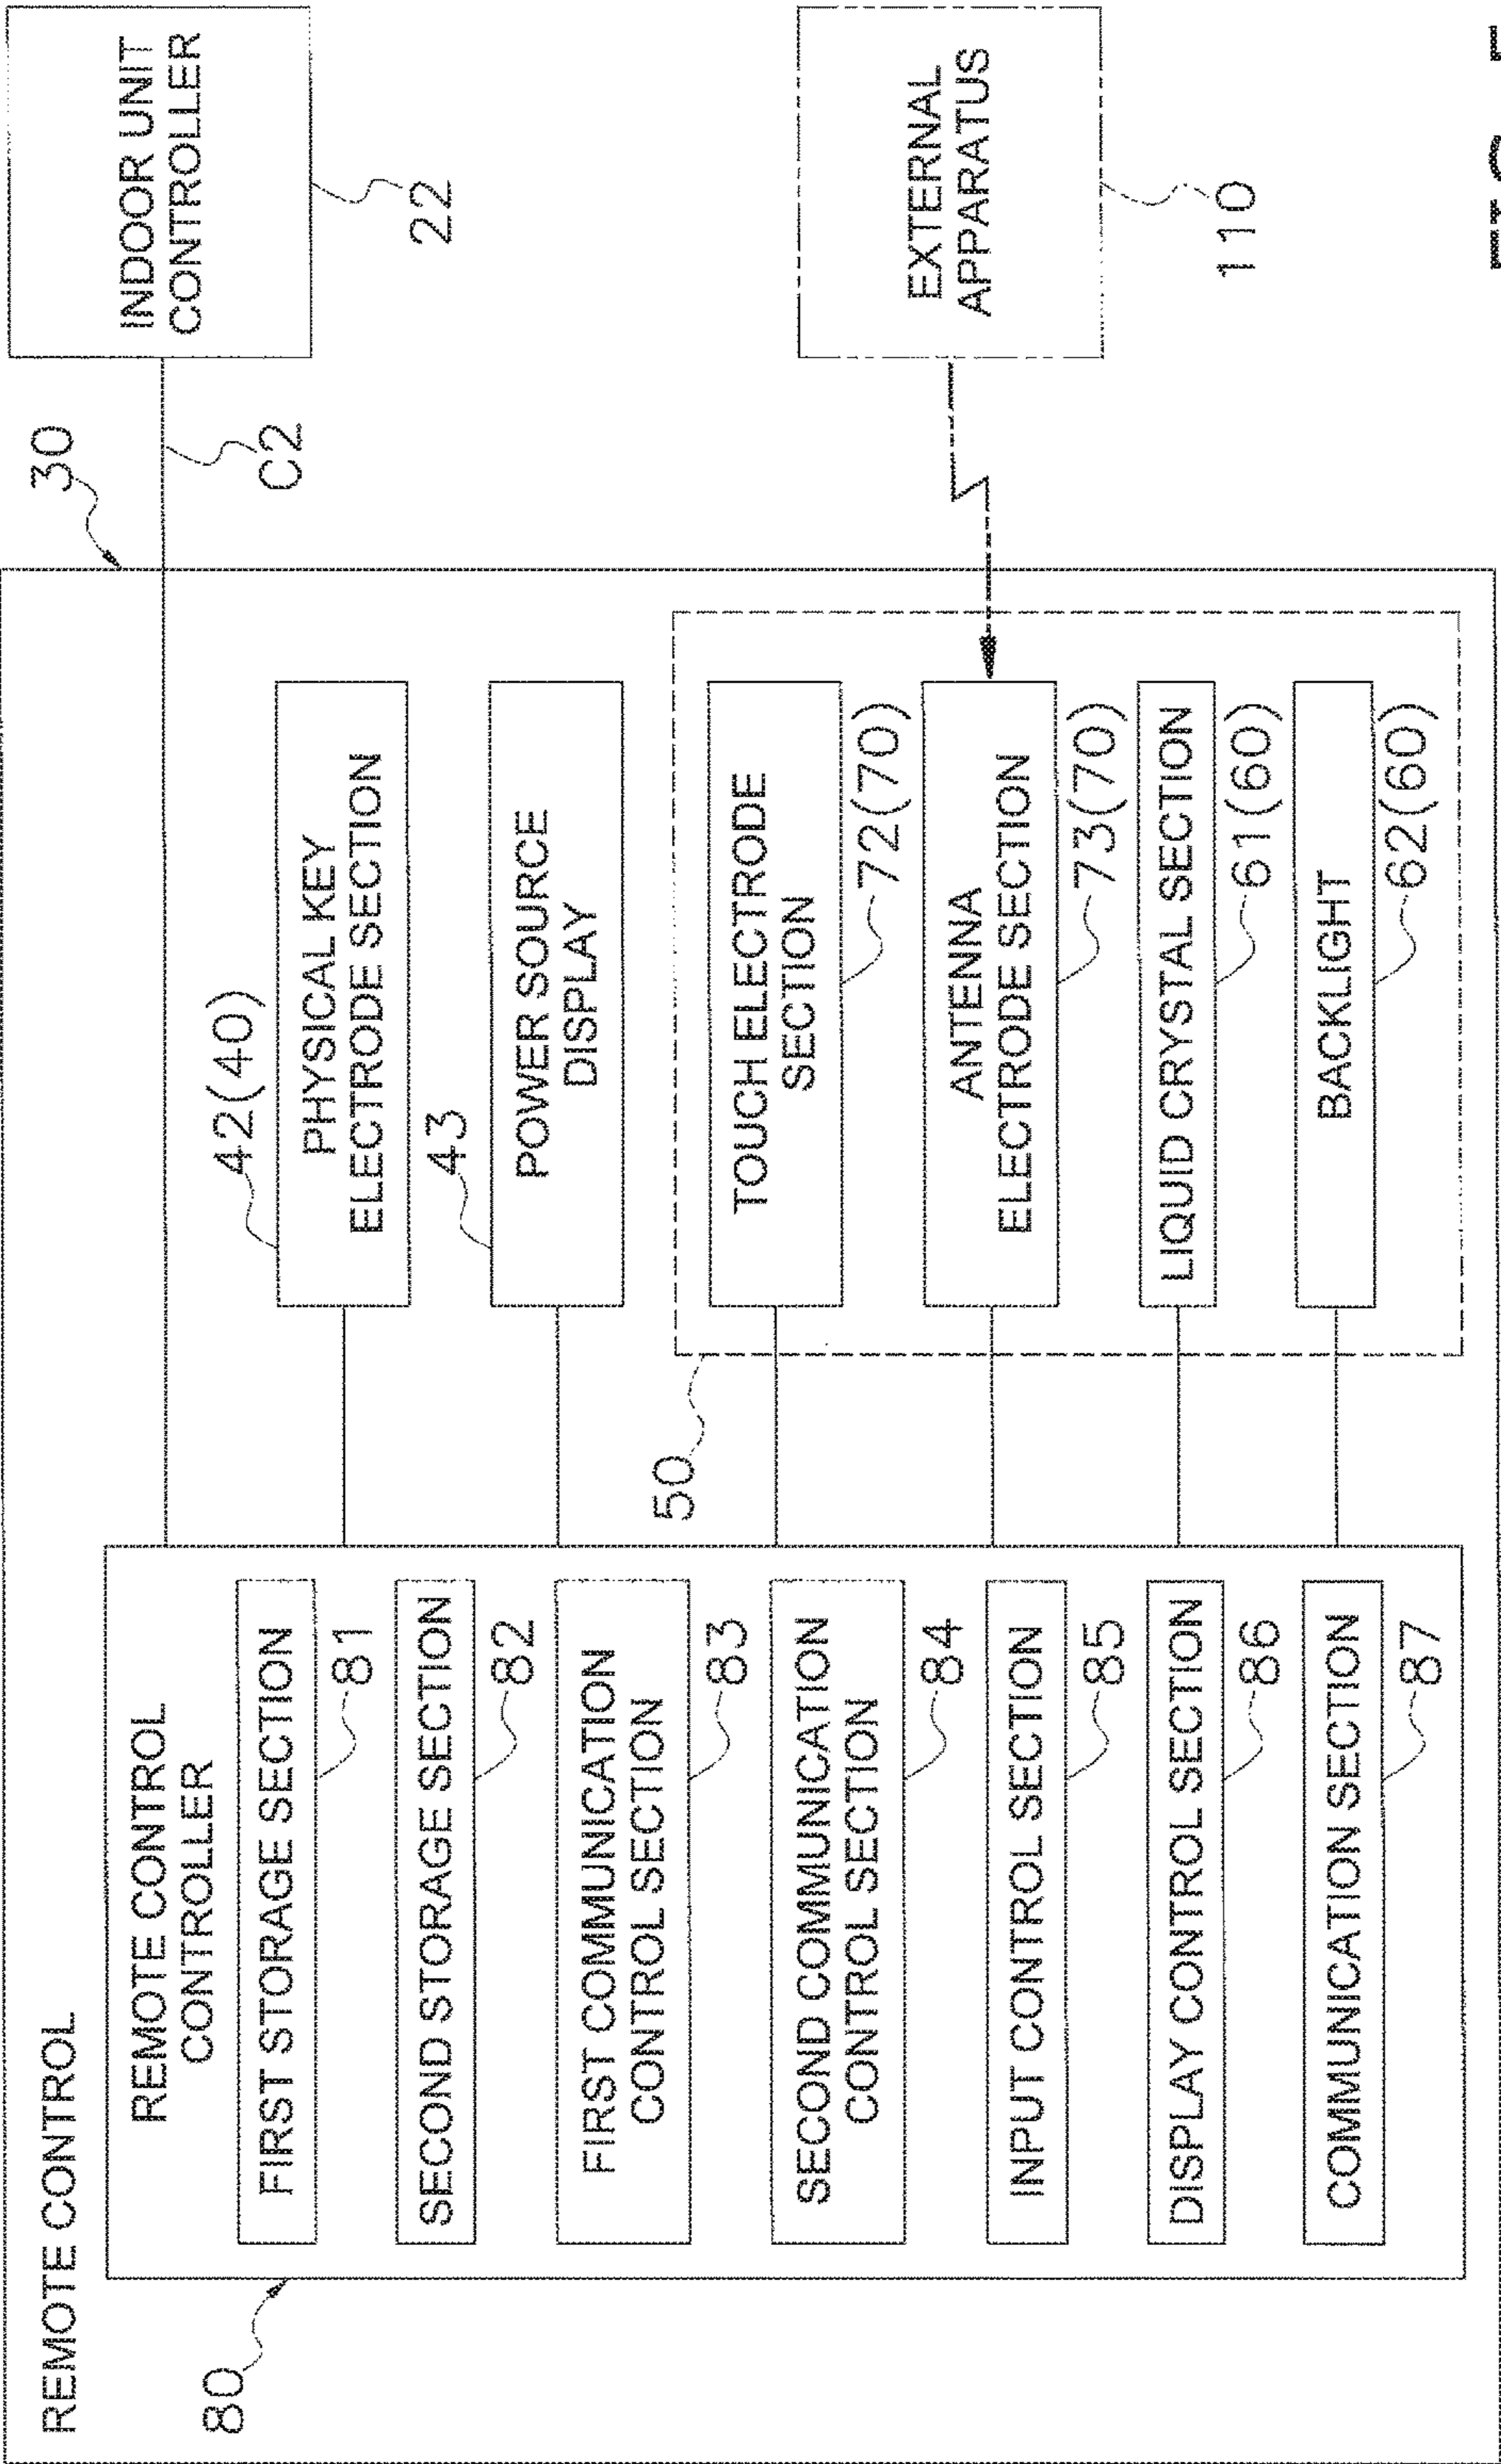 REMOTE CONTROL
30
80
REMOTE CONTROL
CONTROLLER
FIRST STORAGE SECTION
81
SECOND STORAGE SECTION
82
FIRST COMMUNICATION
CONTROL SECTION
83
SECOND COMMUNICATION
CONTROL SECTION
84
INPUT CONTROL SECTION
85
DISPLAY CONTROL SECTION
86
COMMUNICATION SECTION
87
42(40)
PHYSICAL KEY
ELECTRODE SECTION
43
POWER SOURCE
DISPLAY
50
TOUCH ELECTRODE
SECTION
72(70)
ANTENNA
ELECTRODE SECTION
73(70)
LIQUID CRYSTAL SECTION
61(60)
BACKLIGHT
62(60)
C2
INDOOR UNIT
CONTROLLER
22
EXTERNAL
APPARATUS
110